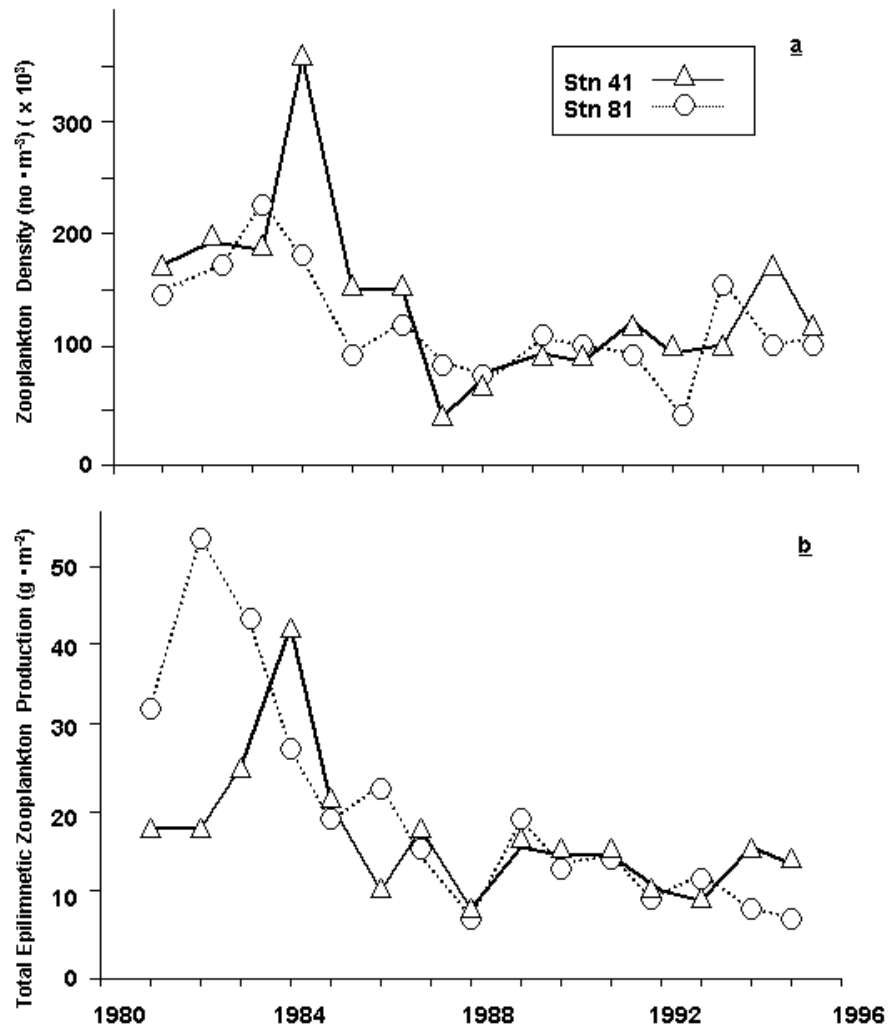 a
Stn 41
Stn 81
Zooplankton Density (no • m-³) ( x 10³)
300
200
100
0
b
Total Epilimnetic Zooplankton Production (g • m-²)
50
40
30
20
10
0
1980 1984 1988 1992 1996